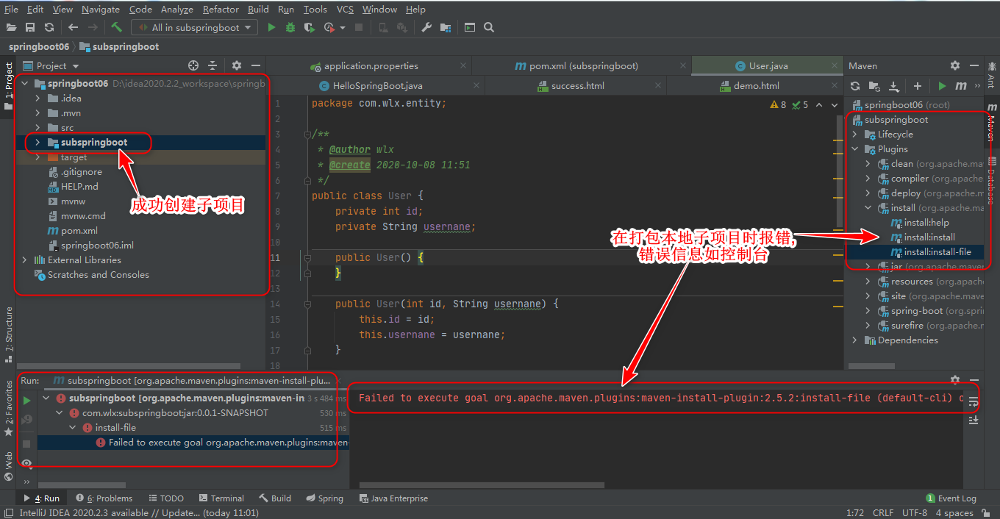 File Edit View Navigate Code Analyze Refactor Build Run Tools VCS Window Help
All in subspringboot
springboot06 subspringboot
1: Project
7: Structure
2: Favorites
Web
Project
springboot06 D:\idea2020.2.2_workspace\springb
.idea
.mvn
src
subspringboot
target
.gitignore
HELP.md
mvnw
mvnw.cmd
pom.xml
springboot06.iml
External Libraries
Scratches and Consoles
成功创建子项目
application.properties pom.xml (subspringboot) User.java
HelloSpringBoot.java success.html demo.html
8 5
1 package com.wlx.entity;
2
3 /**
4 * @author wlx
5 * @create 2020-10-08 11:51
6 */
7 public class User {
8 private int id;
9 private String usernane;
10
11 public User() {
12 }
13
14 public User(int id, String usernane) {
15 this.id = id;
16 this.usernane = usernane;
17 }
18
在打包本地子项目时报错,
错误信息如控制台
Maven
springboot06 (root)
subspringboot
Lifecycle
Plugins
clean (org.apache.ma
compiler (org.apache
deploy (org.apache.m
install (org.apache.ma
install:help
install:install
install:install-file
jar (org.apache.maven
resources (org.apache
site (org.apache.mave
spring-boot (org.sprin
surefire (org.apache.r
Dependencies
Ant
Maven
Database
Run: subspringboot [org.apache.maven.plugins:maven-install-plu...
subspringboot [org.apache.maven.plugins:maven-in 3 s 484 ms
com.wlx:subspringboot:jar:0.0.1-SNAPSHOT 530 ms
install-file 515 ms
Failed to execute goal org.apache.maven.plugins:maven-
Failed to execute goal org.apache.maven.plugins:maven-install-plugin:2.5.2:install-file (default-cli) o
4: Run 6: Problems TODO Terminal Build Spring Java Enterprise 1 Event Log
IntelliJ IDEA 2020.2.3 available // Update... (today 11:01) 1:72 CRLF UTF-8 4 spaces